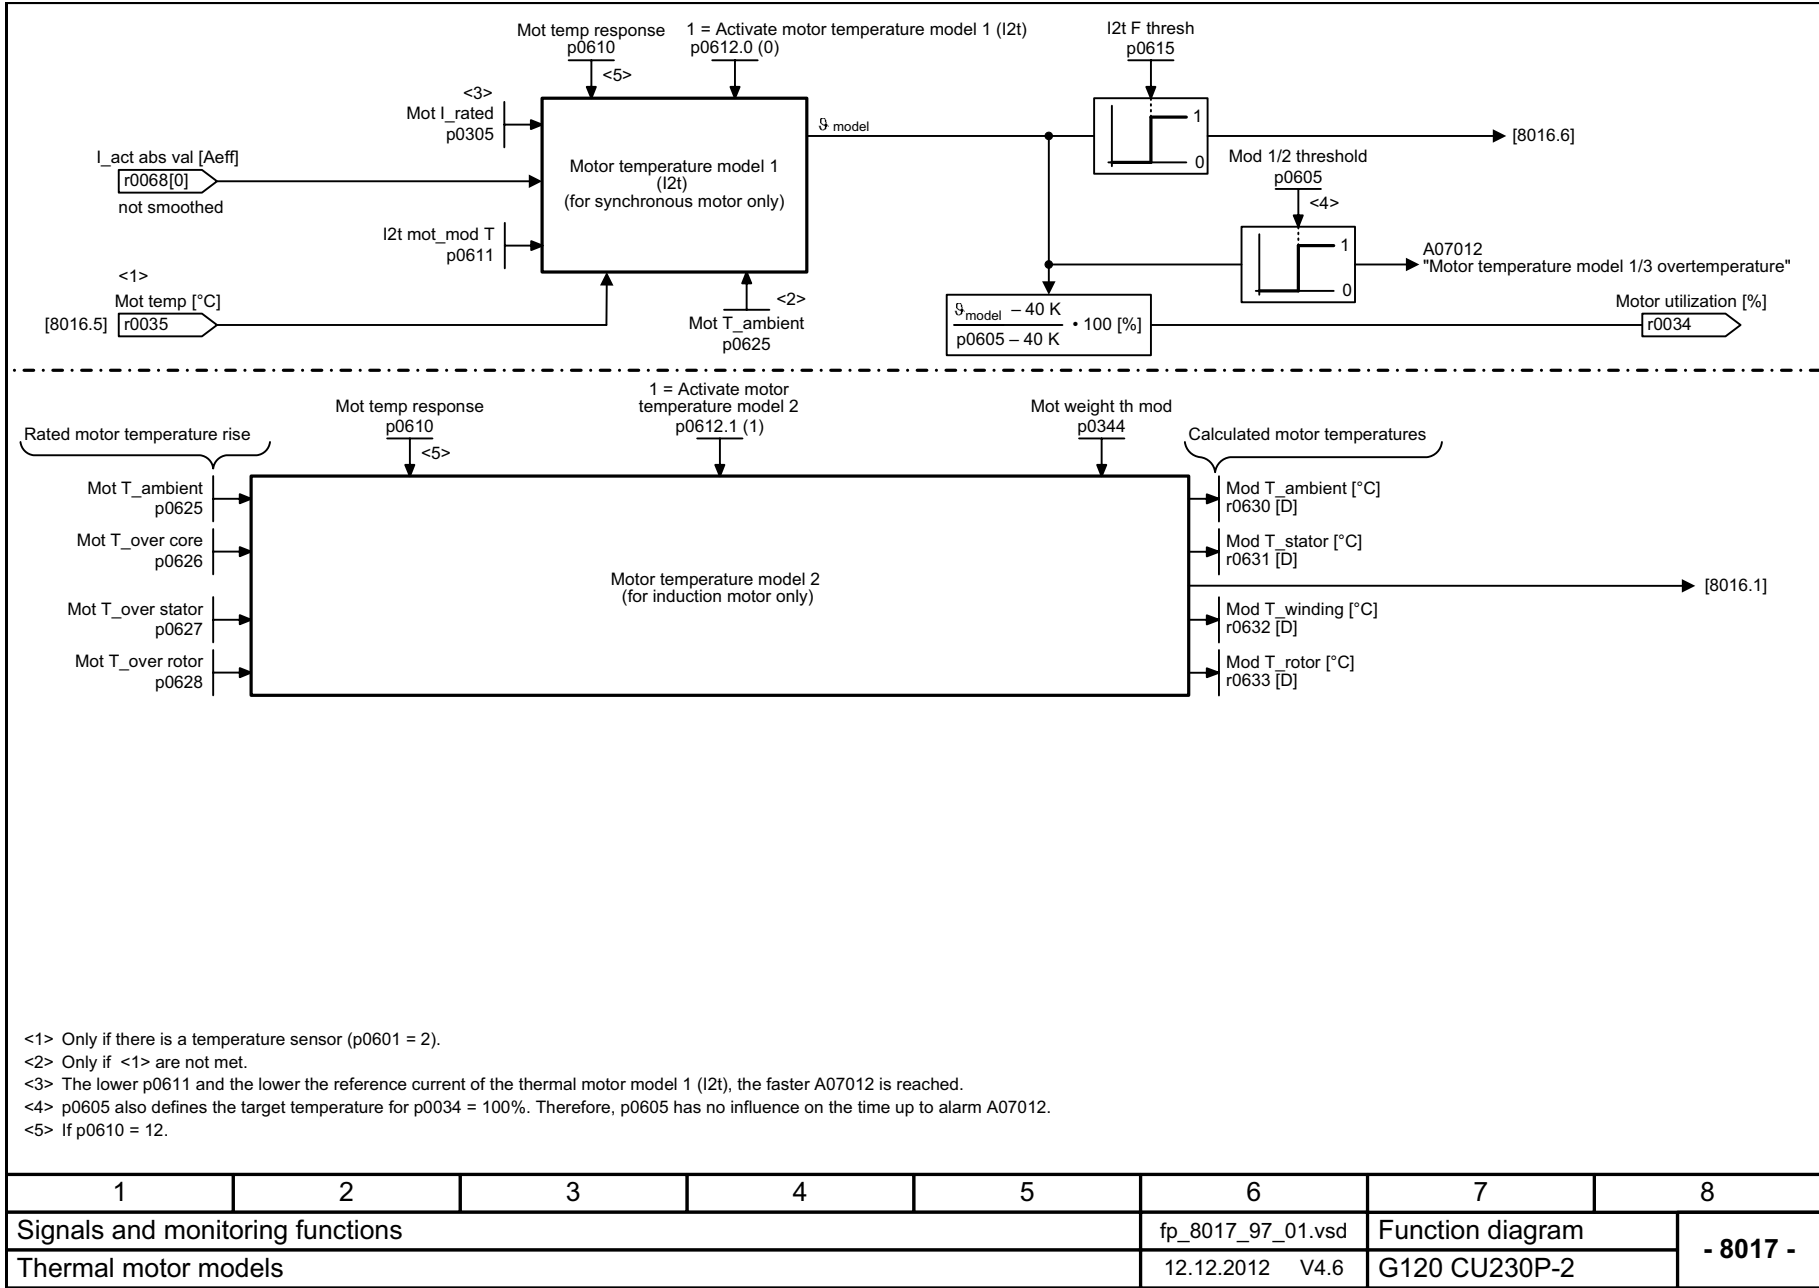 Mot temp response
p0610
<5>
1 = Activate motor temperature model 1 (I2t)
p0612.0 (0)
I2t F thresh
p0615
<3>
Mot I_rated
p0305
I_act abs val [Aeff]
r0068[0]
not smoothed
I2t mot_mod T
p0611
<1>
Mot temp [°C]
[8016.5] r0035
Motor temperature model 1
(I2t)
(for synchronous motor only)
ϑ model
1
0
[8016.6]
Mod 1/2 threshold
p0605
<4>
1
0
A07012
"Motor temperature model 1/3 overtemperature"
<2>
Mot T_ambient
p0625
ϑmodel – 40 K
p0605 – 40 K
• 100 [%]
Motor utilization [%]
r0034
Rated motor temperature rise
Mot temp response
p0610
<5>
1 = Activate motor
temperature model 2
p0612.1 (1)
Mot weight th mod
p0344
Calculated motor temperatures
Mot T_ambient
p0625
Mot T_over core
p0626
Mot T_over stator
p0627
Mot T_over rotor
p0628
Motor temperature model 2
(for induction motor only)
Mod T_ambient [°C]
r0630 [D]
Mod T_stator [°C]
r0631 [D]
[8016.1]
Mod T_winding [°C]
r0632 [D]
Mod T_rotor [°C]
r0633 [D]
<1> Only if there is a temperature sensor (p0601 = 2).
<2> Only if <1> are not met.
<3> The lower p0611 and the lower the reference current of the thermal motor model 1 (I2t), the faster A07012 is reached.
<4> p0605 also defines the target temperature for p0034 = 100%. Therefore, p0605 has no influence on the time up to alarm A07012.
<5> If p0610 = 12.
1 2 3 4 5 6 7 8
Signals and monitoring functions
fp_8017_97_01.vsd
Function diagram
- 8017 -
Thermal motor models
12.12.2012 V4.6
G120 CU230P-2